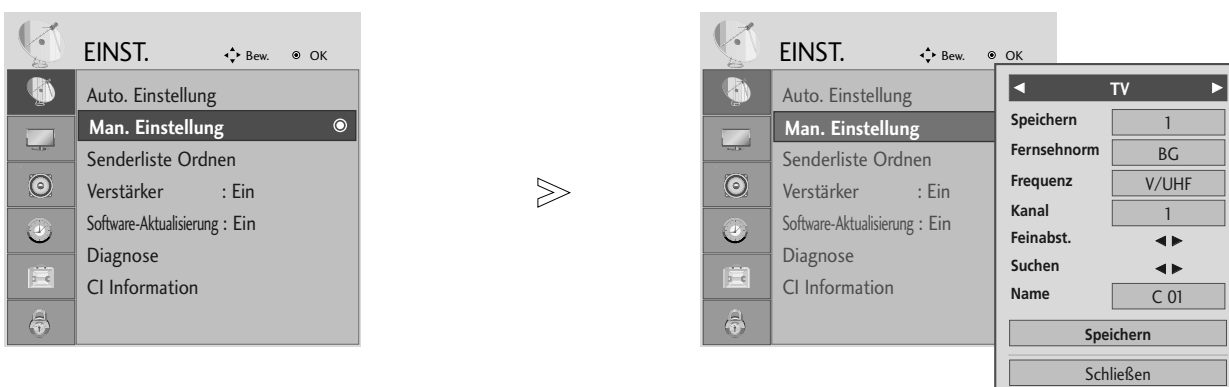 EINST. Bew. OK
Auto. Einstellung
Man. Einstellung
Senderliste Ordnen
Verstärker : Ein
Software-Aktualisierung : Ein
Diagnose
CI Information
EINST. Bew. OK
Auto. Einstellung
Man. Einstellung
Senderliste Ordnen
Verstärker : Ein
Software-Aktualisierung : Ein
Diagnose
CI Information
◄ TV ►
Speichern 1
Fernsehnorm BG
Frequenz V/UHF
Kanal 1
Feinabst. ◄►
Suchen ◄►
Name C 01
Speichern
Schließen